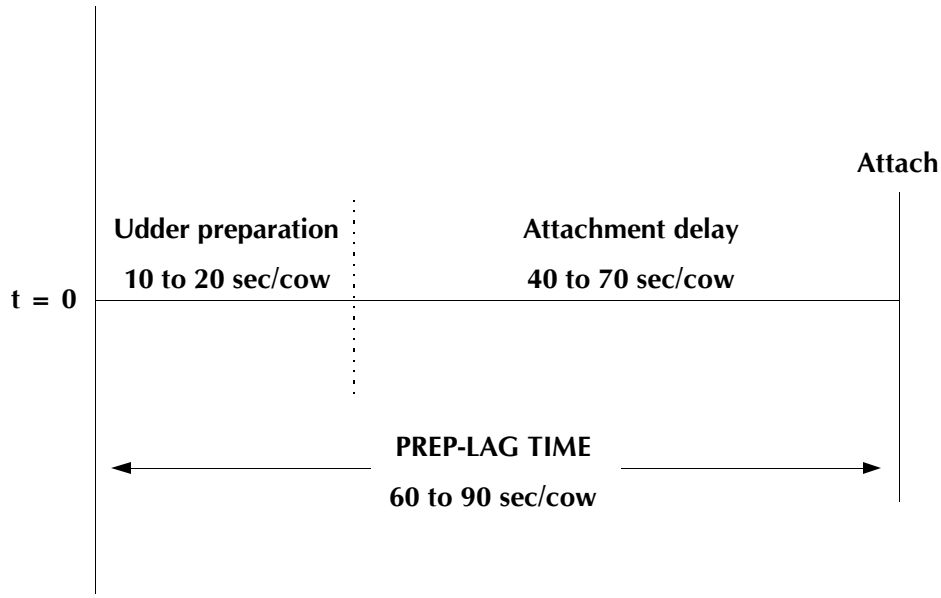 Attach
Udder preparation
10 to 20 sec/cow
Attachment delay
40 to 70 sec/cow
t = 0
PREP-LAG TIME
60 to 90 sec/cow